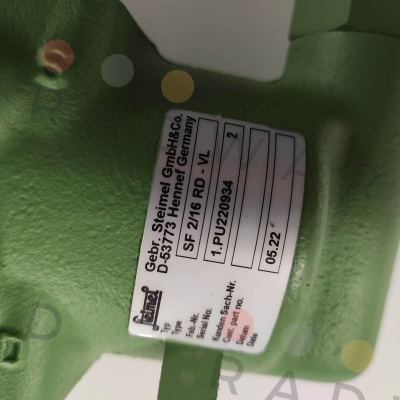 Gebr. Steimel GmbH&Co.
D-53773 Hennef Germany
Steimel
Typ
Type
SF 2/16 RD - VL
2
Fab.-Nr.
Serial No.
1.PU220934
Kunden Sach-Nr.
Cust. part no.
Datum
Date
05.22